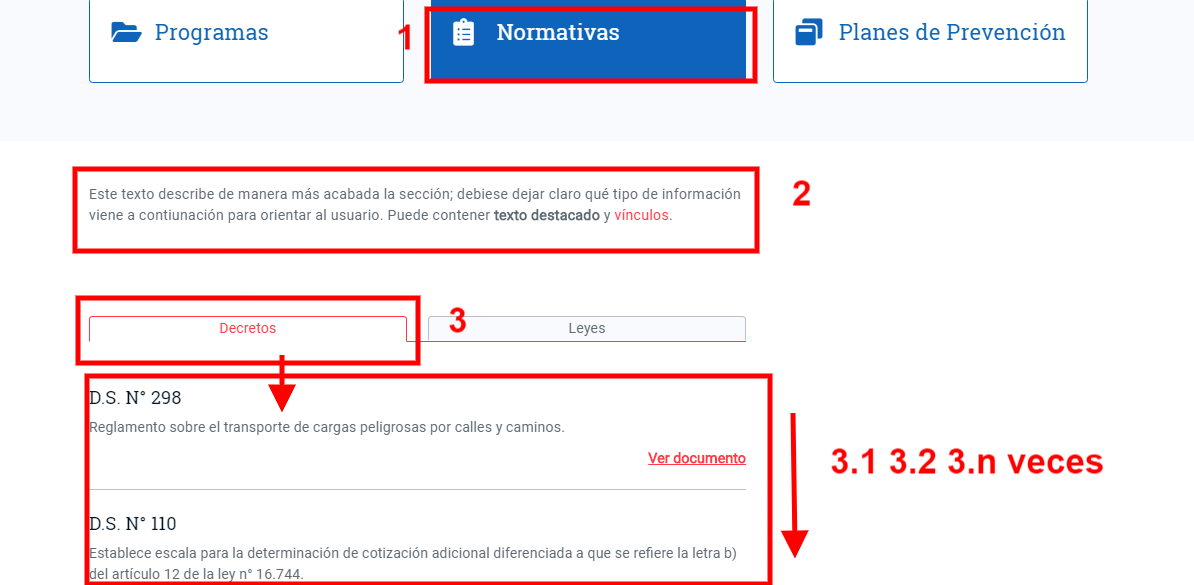 Programas
1
Normativas
Planes de Prevención
Este texto describe de manera más acabada la sección; debiese dejar claro qué tipo de información
viene a contiunación para orientar al usuario. Puede contener texto destacado y vínculos.
2
Decretos
3
Leyes
D.S. N° 298
Reglamento sobre el transporte de cargas peligrosas por calles y caminos.
Ver documento
3.1 3.2 3.n veces
D.S. N° 110
Establece escala para la determinación de cotización adicional diferenciada a que se refiere la letra b)
del artículo 12 de la ley n° 16.744.